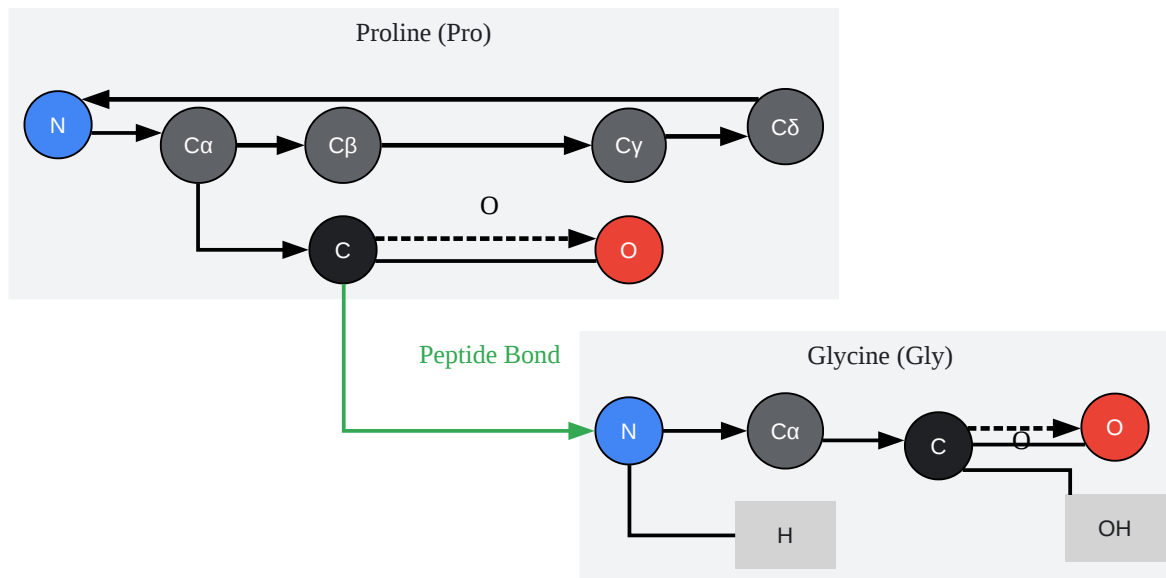 Proline (Pro)
N
Cα
Cβ
Cγ
Cδ
O
C
O
Peptide Bond
Glycine (Gly)
N
Cα
C
O
O
H
OH